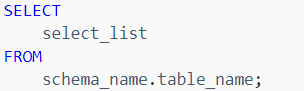 SELECT
    select_list
FROM
    schema_name.table_name;